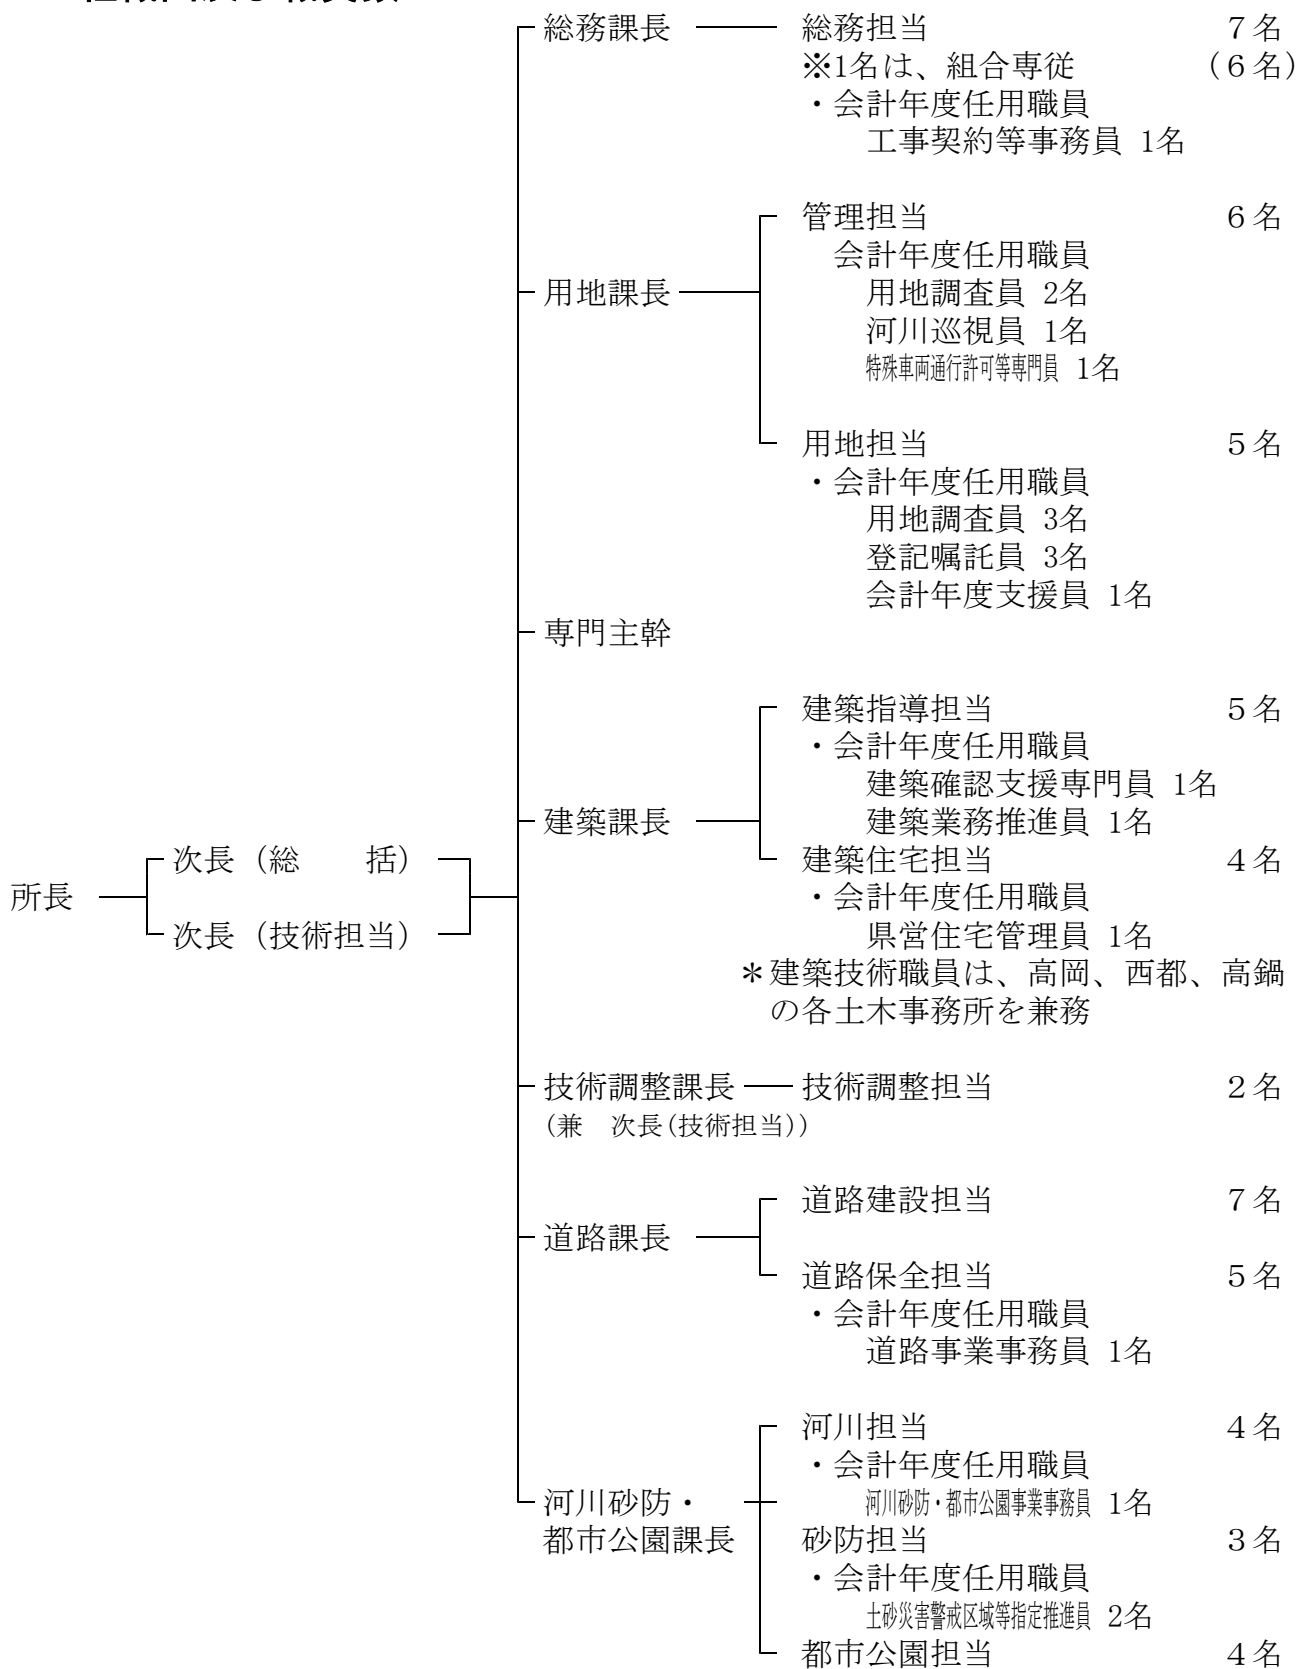 総務課長 総務担当 ７名
※1名は、組合専従 （６名）
・会計年度任用職員
工事契約等事務員 1名
管理担当 ６名
会計年度任用職員
用地課長 用地調査員 2名
河川巡視員 1名
特殊車両通行許可等専門員 1名
用地担当 ５名
・会計年度任用職員
用地調査員 3名
登記嘱託員 3名
会計年度支援員 1名
専門主幹
建築指導担当 ５名
・会計年度任用職員
建築確認支援専門員 1名
建築課長 建築業務推進員 1名
次長（総　　括） 建築住宅担当 ４名
所長 ・会計年度任用職員
次長（技術担当） 県営住宅管理員 1名
＊建築技術職員は、高岡、西都、高鍋
の各土木事務所を兼務
技術調整課長 技術調整担当 ２名
(兼　次長(技術担当))
道路建設担当 ７名
道路課長
道路保全担当 ５名
・会計年度任用職員
道路事業事務員 1名
河川担当 ４名
・会計年度任用職員
河川砂防・ 河川砂防・都市公園事業事務員 1名
都市公園課長 砂防担当 ３名
・会計年度任用職員
土砂災害警戒区域等指定推進員 2名
都市公園担当 ４名